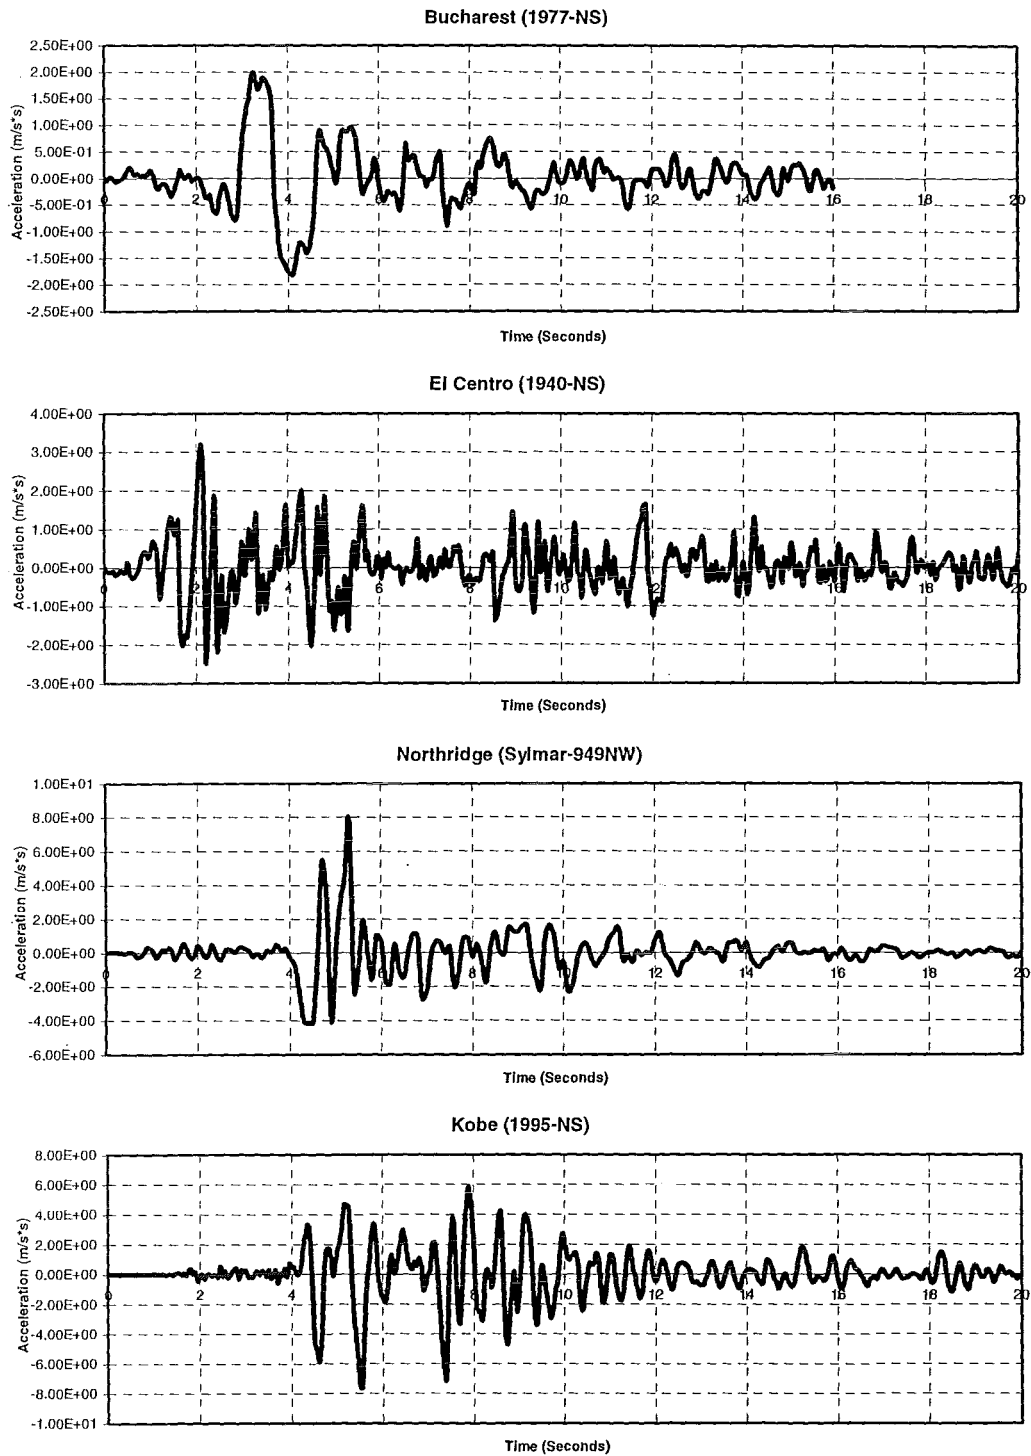 Bucharest (1977-NS)
2.50E+00
2.00E+00
1.50E+00
1.00E+00
5.00E-01
0.00E+00
-5.00E-01
-1.00E+00
-1.50E+00
-2.00E+00
-2.50E+00
Acceleration (m/s*s)
0 2 4 6 8 10 12 14 16 18 20
Time (Seconds)
El Centro (1940-NS)
4.00E+00
3.00E+00
2.00E+00
1.00E+00
0.00E+00
-1.00E+00
-2.00E+00
-3.00E+00
Acceleration (m/s*s)
0 2 4 6 8 10 12 14 16 18 20
Time (Seconds)
Northridge (Sylmar-949NW)
1.00E+01
8.00E+00
6.00E+00
4.00E+00
2.00E+00
0.00E+00
-2.00E+00
-4.00E+00
-6.00E+00
Acceleration (m/s*s)
0 2 4 6 8 10 12 14 16 18 20
Time (Seconds)
Kobe (1995-NS)
8.00E+00
6.00E+00
4.00E+00
2.00E+00
0.00E+00
-2.00E+00
-4.00E+00
-6.00E+00
-8.00E+00
-1.00E+01
Acceleration (m/s*s)
0 2 4 6 8 10 12 14 16 18 20
Time (Seconds)